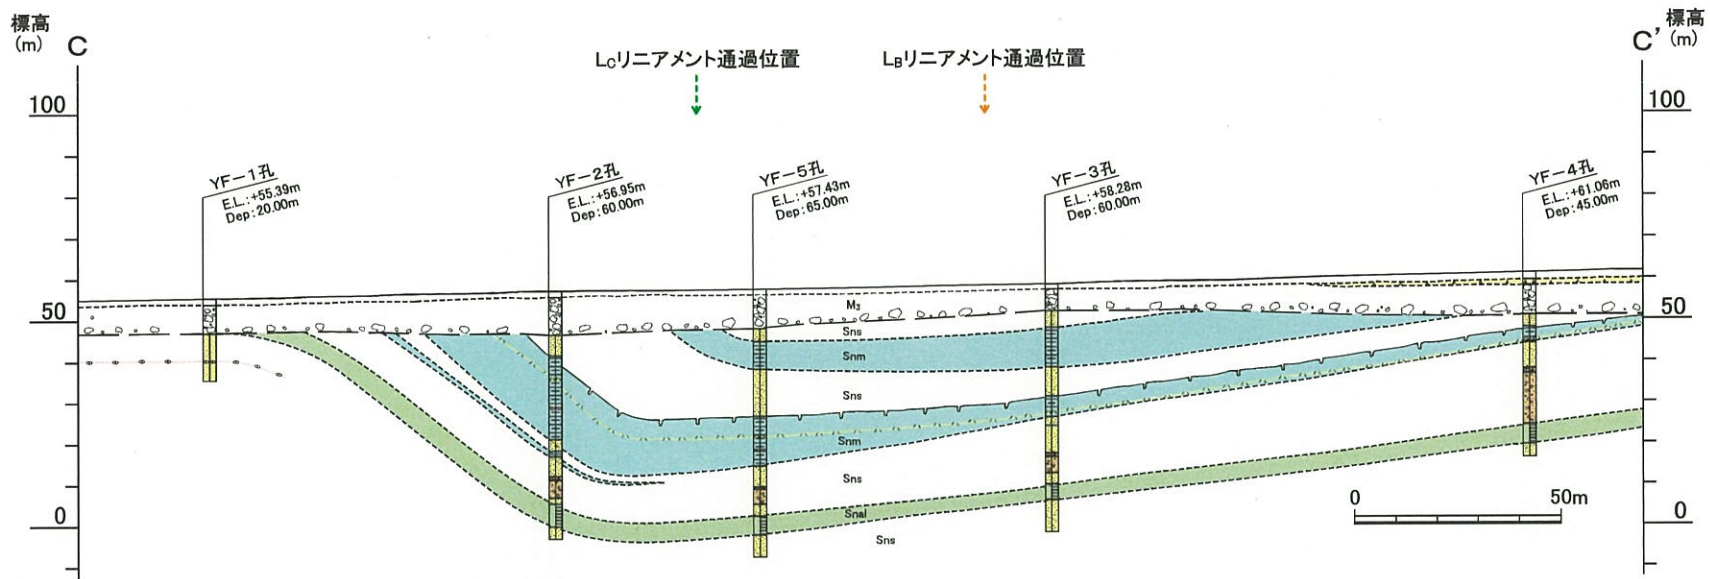 標高
(m)
C
LCリニアメント通過位置
LBリニアメント通過位置
標高
C' (m)
100
100
YF-1孔
E.L.:+55.39m
Dep:20.00m
YF-2孔
E.L.:+56.95m
Dep:60.00m
YF-5孔
E.L.:+57.43m
Dep:65.00m
YF-3孔
E.L.:+58.28m
Dep:60.00m
YF-4孔
E.L.:+61.06m
Dep:45.00m
50
50
M3
Sns
Snm
Sns
Snm
Sns
Snal
Sns
0
0
0 50m